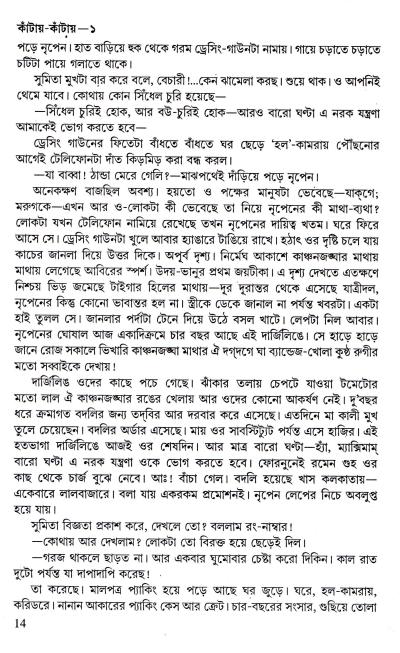 কাঁটায়-কাঁটায়—১
পড়ে নৃপেন। হাত বাড়িয়ে হুক থেকে গরম ড্রেসিং-গাউনটা নামায়। গায়ে চড়াতে চড়াতে
চটিটা পায়ে গলাতে থাকে।
সুমিতা মুখটা বার করে বলে, বেচারী!...কেন ঝামেলা করছ। শুয়ে থাক। ও আপনিই
থেমে যাবে। কোথায় কোন সিঁধেল চুরি হয়েছে—
—সিঁধেল চুরিই হোক, আর বউ-চুরিই হোক—আরও বারো ঘণ্টা এ নরক যন্ত্রণা
আমাকেই ভোগ করতে হবে—
ড্রেসিং গাউনের ফিতেটা বাঁধতে বাঁধতে ঘর ছেড়ে 'হল'-কামরায় পৌঁছনোর
আগেই টেলিফোনটা দাঁত কিড়মিড় করা বন্ধ করল।
—যা বাব্বা! ঠান্ডা মেরে গেলি?—মাঝপথেই দাঁড়িয়ে পড়ে নৃপেন।
অনেকক্ষণ বাজছিল অবশ্য। হয়তো ও পক্ষের মানুষটা ভেবেছে—যাক্‌গে;
মরুগকে—এখন আর ও-লোকটা কী ভেবেছে তা নিয়ে নৃপেনের কী মাথা-ব্যথা?
লোকটা যখন টেলিফোন নামিয়ে রেখেছে তখন নৃপেনের দায়িত্ব খতম। ঘরে ফিরে
আসে সে। ড্রেসিং গাউনটা খুলে আবার হ্যাঙারে টাঙিয়ে রাখে। হঠাৎ ওর দৃষ্টি চলে যায়
কাচের জানলা দিয়ে উত্তর দিকে। অপূর্ব দৃশ্য। নির্মেঘ আকাশে কাঞ্চনজঙ্ঘার মাথায়
মাথায় লেগেছে আবিরের স্পর্শ। উদয়-ভানুর প্রথম জয়টীকা। এ দৃশ্য দেখতে এতক্ষণে
নিশ্চয় ভিড় জমেছে টাইগার হিলের মাথায়—দূর দূরান্তর থেকে এসেছে যাত্রীদল,
নৃপেনের কিন্তু কোনো ভাবান্তর হল না। স্ত্রীকে ডেকে জানাল না পর্যন্ত খবরটা। একটা
হাই তুলল সে। জানলার পর্দাটা টেনে দিয়ে উঠে বসল খাটে। লেপটা নিল আবার।
নৃপেনের ঘোষাল আজ একাদিক্রমে চার বছর আছে এই দার্জিলিঙে। সে হাড়ে হাড়ে
জানে রোজ সকালে ভিখারি কাঞ্চনজঙ্ঘা মাথার ঐ দগ্‌দগে ঘা ব্যান্ডেজ-খোলা কুষ্ঠ রুগীর
মতো সব্বাইকে দেখায়!
দার্জিলিঙ ওদের কাছে পচে গেছে। ঝাঁকার তলায় চেপটে যাওয়া টমেটোর
মতো লাল ঐ কাঞ্চনজঙ্ঘার রঙের খেলায় আর ওদের কোনো আকর্ষণ নেই। দু'বছর
ধরে ক্রমাগত বদলির জন্য তদ্‌বির আর দরবার করে এসেছে। এতদিনে মা কালী মুখ
তুলে চেয়েছেন। বদলির অর্ডার এসেছে। মায় ওর সাবস্টিট্যুট পর্যন্ত এসে হাজির। এই
হতভাগা দার্জিলিঙে আজই ওর শেষদিন। আর মাত্র বারো ঘণ্টা—হ্যাঁ, ম্যাক্সিমাম্
বারো ঘণ্টা এ নরক যন্ত্রণা ওকে ভোগ করতে হবে। ফোরনুনেই রমেন গুহ ওর
কাছ থেকে চার্জ বুঝে নেবে। আঃ! বাঁচা গেল। বদলি হয়েছে খাস কলকাতায়—
একেবারে লালবাজারে। বলা যায় একরকম প্রমোশনই। নৃপেন লেপের নিচে অবলুপ্ত
হয়ে যায়।
সুমিতা বিজ্ঞতা প্রকাশ করে, দেখলে তো? বললাম রং-নাম্বার!
—কোথায় আর দেখলাম? লোকটা তো বিরক্ত হয়ে ছেড়েই দিল।
—গরজ থাকলে ছাড়ত না। আর একবার ঘুমোবার চেষ্টা করো দিকিন। কাল রাত
দুটো পর্যন্ত যা দাপাদাপি করেছ!
তা করেছে। মালপত্র প্যাকিং হয়ে পড়ে আছে ঘর জুড়ে। ঘরে, হল-কামরায়,
করিডরে। নানান আকারের প্যাকিং কেস আর ক্রেট। চার-বছরের সংসার, গুছিয়ে তোলা
14